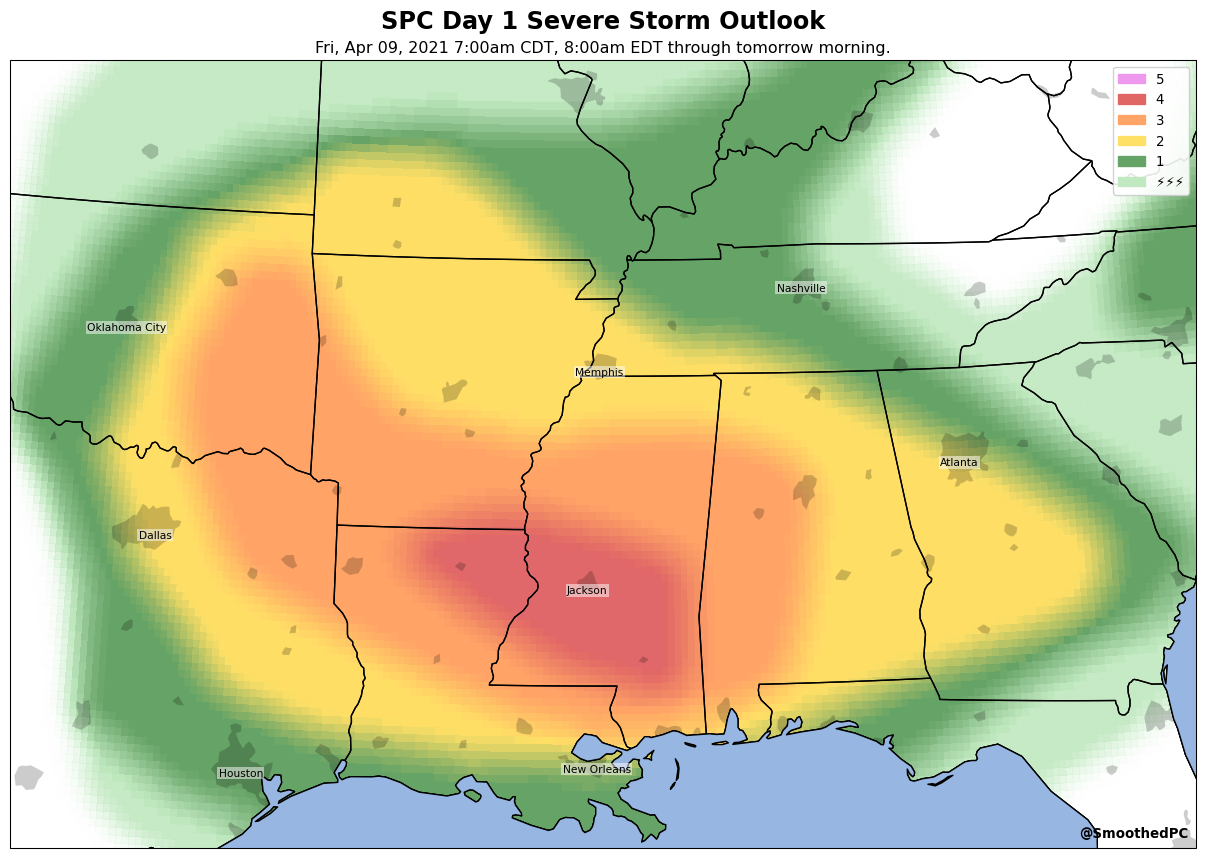 SPC Day 1 Severe Storm Outlook
Fri, Apr 09, 2021 7:00am CDT, 8:00am EDT through tomorrow morning.
5
4
3
2
1
⚡⚡⚡
Nashville
Oklahoma City
Memphis
Atlanta
Dallas
Jackson
New Orleans
Houston
@SmoothedPC